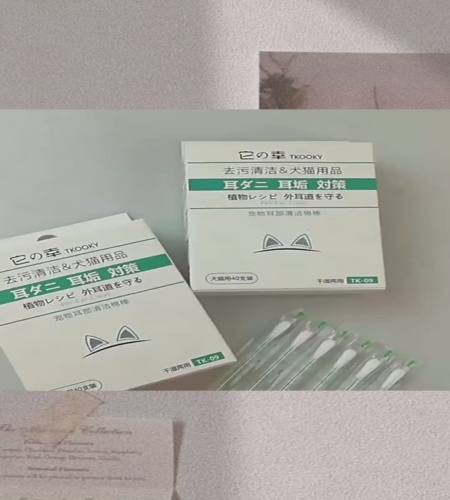 它の幸 TKOOKY
去污清洁&犬猫用品
耳ダニ 耳垢 対策
植物レシピ 外耳道を守る
宠物耳部清洁棉棒
犬猫用40支装
干湿两用 TK-09
它の幸 TKOOKY
去污清洁&犬猫用品
耳ダニ 耳垢 対策
植物レシピ 外耳道を守る
宠物耳部清洁棉棒
干湿两用 TK-09
Collection